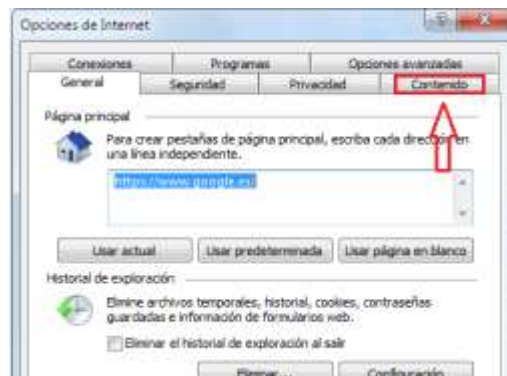 Opciones de Internet
Conexiones Programas Opciones avanzadas
General Seguridad Privacidad Contenido
Página principal
Para crear pestañas de página principal, escriba cada dirección en
una línea independiente.
https://www.google.es/
Usar actual Usar predeterminada Usar página en blanco
Historial de exploración
Elimine archivos temporales, historial, cookies, contraseñas
guardadas e información de formularios web.
Eliminar el historial de exploración al salir
Eliminar... Configuración